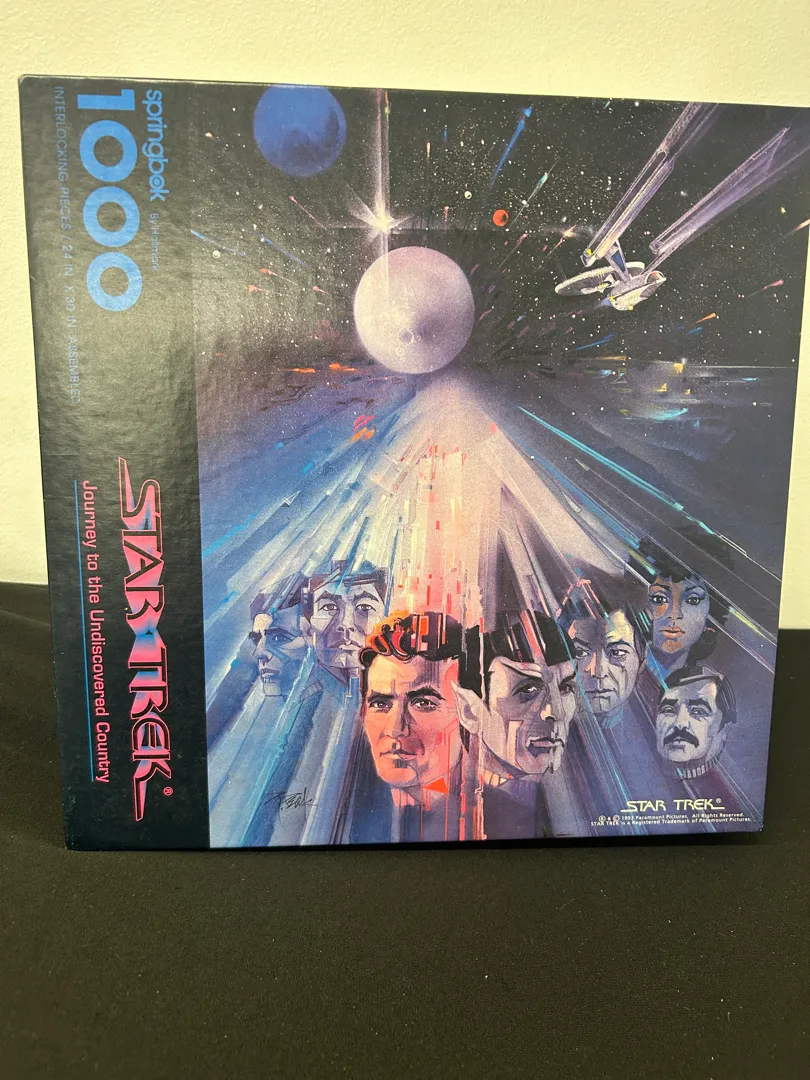 springbok By Hallmark
1000
INTERLOCKING PIECES / 24 IN. X 30 IN. ASSEMBLED
STAR TREK®
Journey to the Undiscovered Country
STAR TREK®
® & © 1993 Paramount Pictures. All Rights Reserved.
STAR TREK is a Registered Trademark of Paramount Pictures.